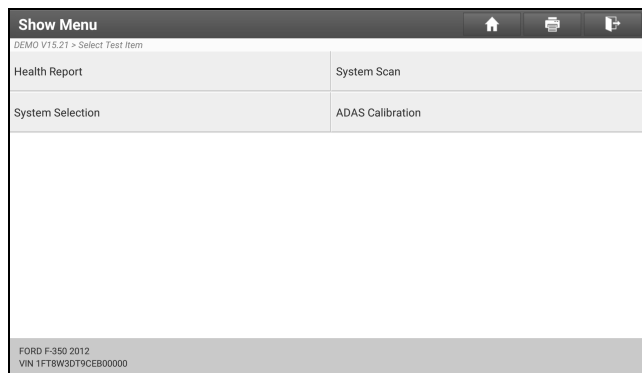 Show Menu
DEMO V15.21 > Select Test Item
Health Report
System Scan
System Selection
ADAS Calibration
FORD F-350 2012
VIN 1FT8W3DT9CEB00000